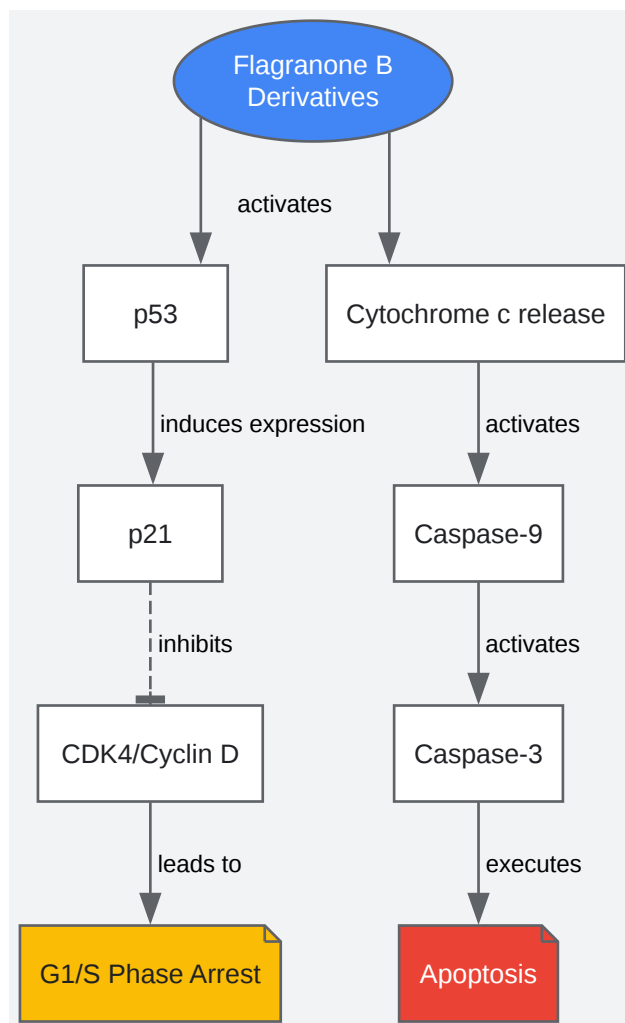 Flagranone B
Derivatives
activates
p53
Cytochrome c release
induces expression
activates
p21
Caspase-9
inhibits
activates
CDK4/Cyclin D
Caspase-3
leads to
executes
G1/S Phase Arrest
Apoptosis